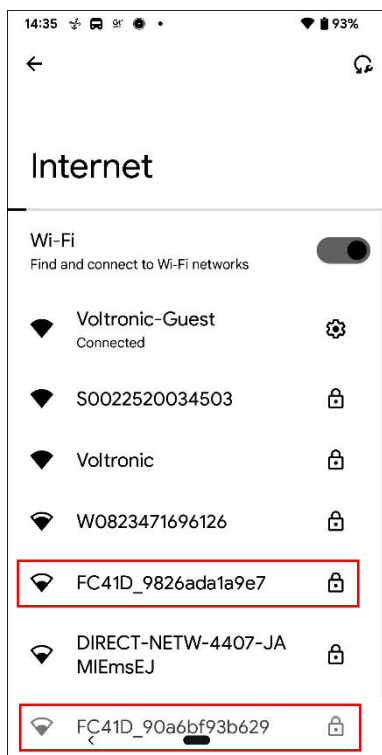 14:35 93%
Internet
Wi-Fi
Find and connect to Wi-Fi networks
Voltronic-Guest
Connected
S0022520034503
Voltronic
W0823471696126
FC41D_9826ada1a9e7
DIRECT-NETW-4407-JA
MIEmsEJ
FC41D_90a6bf93b629